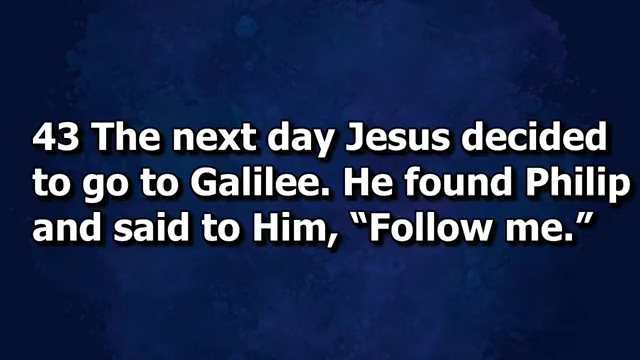 43 The next day Jesus decided
to go to Galilee. He found Philip
and said to Him, “Follow me.”